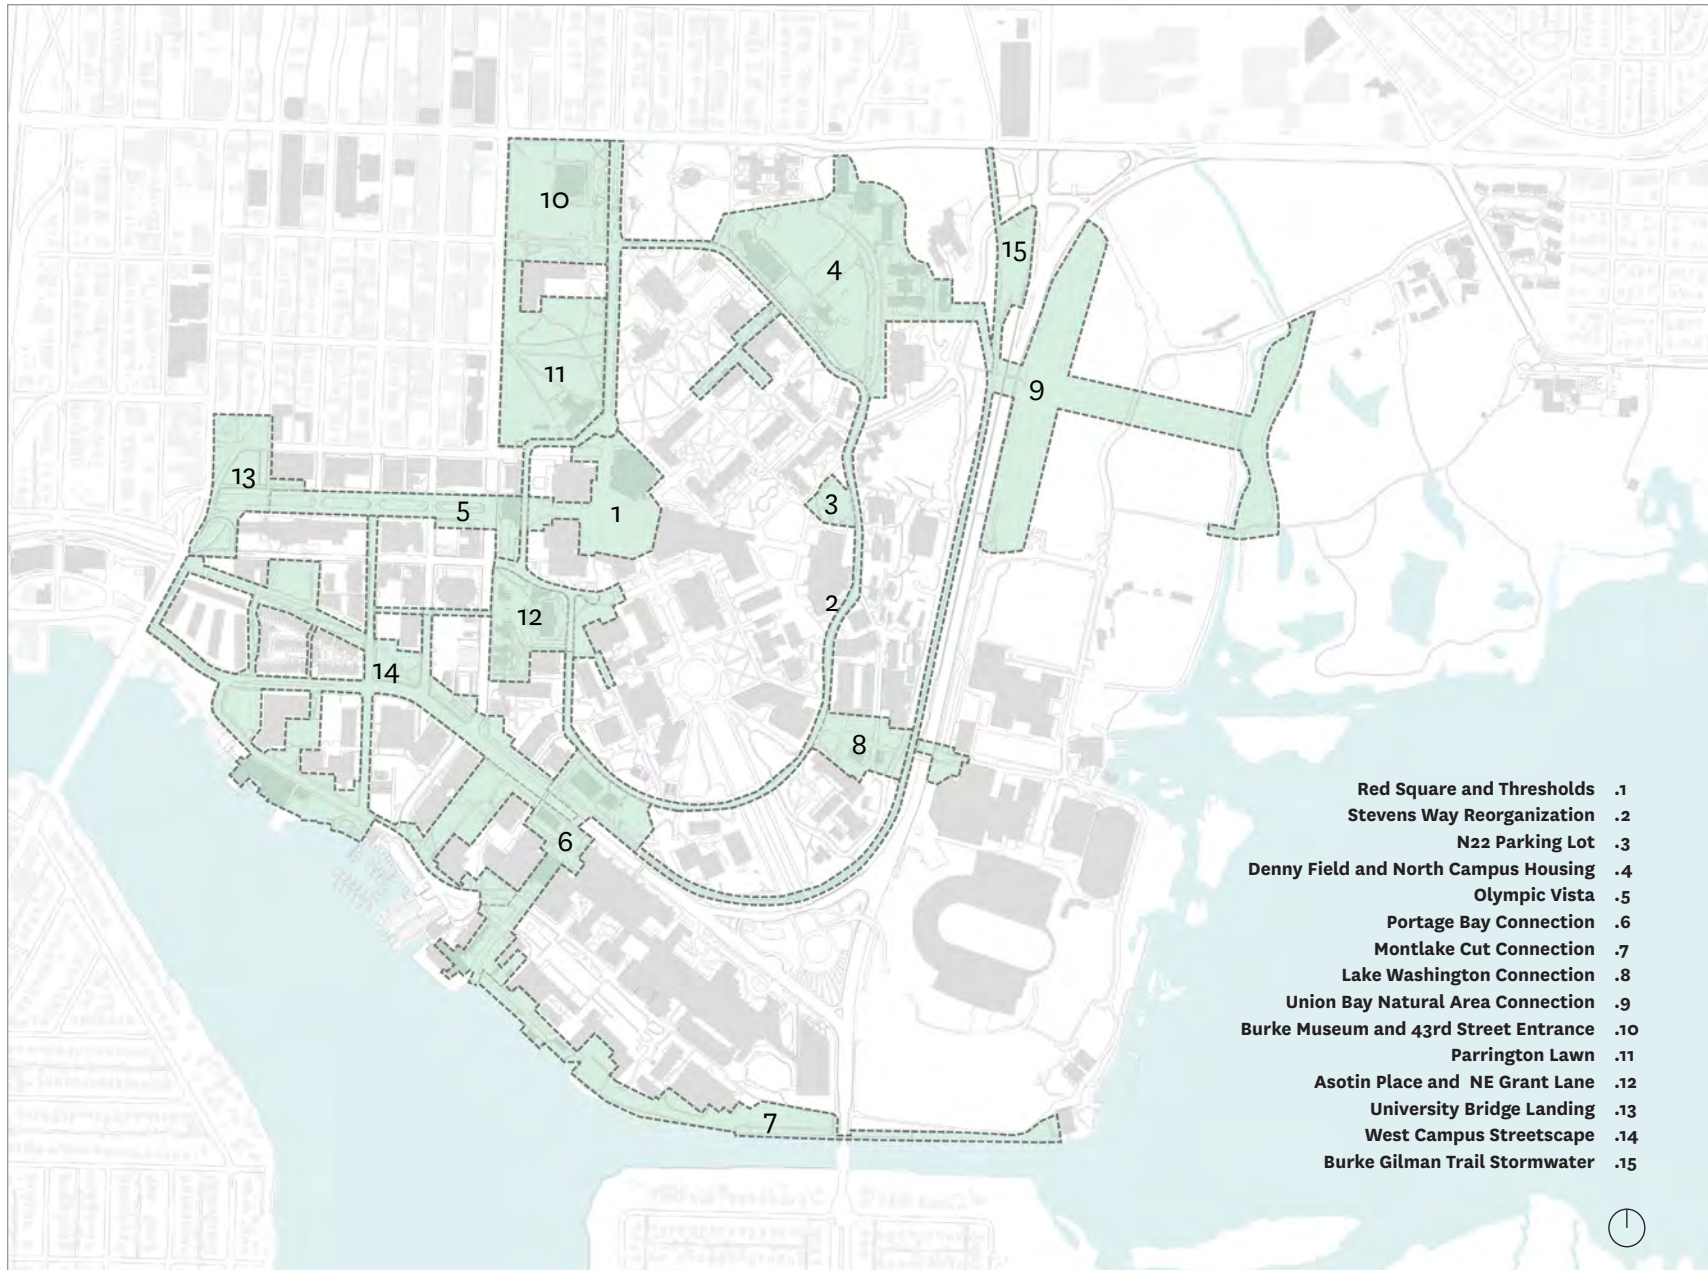 10
15
4
11
9
13
5
1
3
2
12
14
8
6
7
Red Square and Thresholds .1
Stevens Way Reorganization .2
N22 Parking Lot .3
Denny Field and North Campus Housing .4
Olympic Vista .5
Portage Bay Connection .6
Montlake Cut Connection .7
Lake Washington Connection .8
Union Bay Natural Area Connection .9
Burke Museum and 43rd Street Entrance .10
Parrington Lawn .11
Asotin Place and NE Grant Lane .12
University Bridge Landing .13
West Campus Streetscape .14
Burke Gilman Trail Stormwater .15